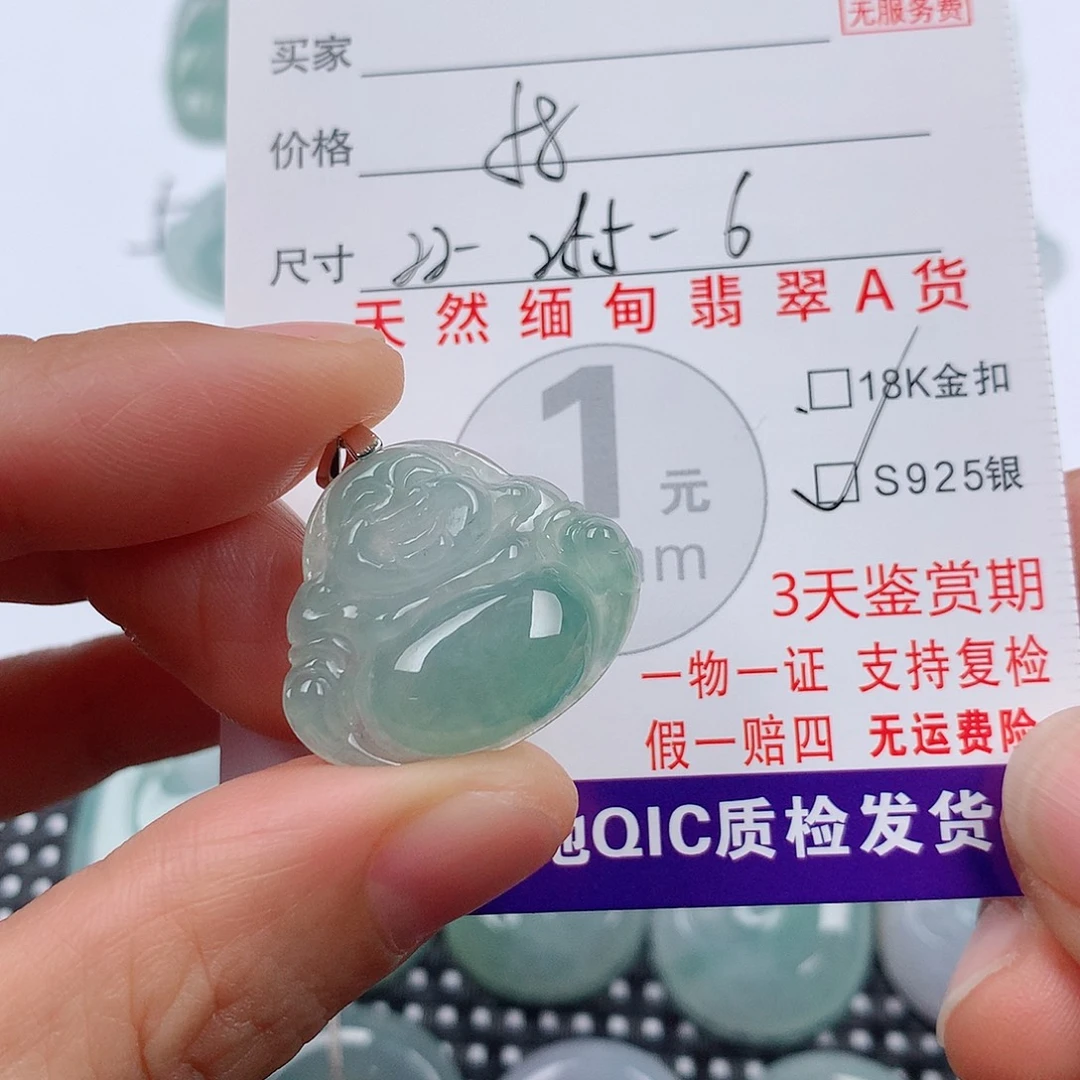 无服务费
买家
价格 58
尺寸 22- 255- 6
天然缅甸翡翠A货
1元
mm
18K金扣
S925银
3天鉴赏期
一物一证 支持复检
假一赔四 无运费险
QIC质检发货